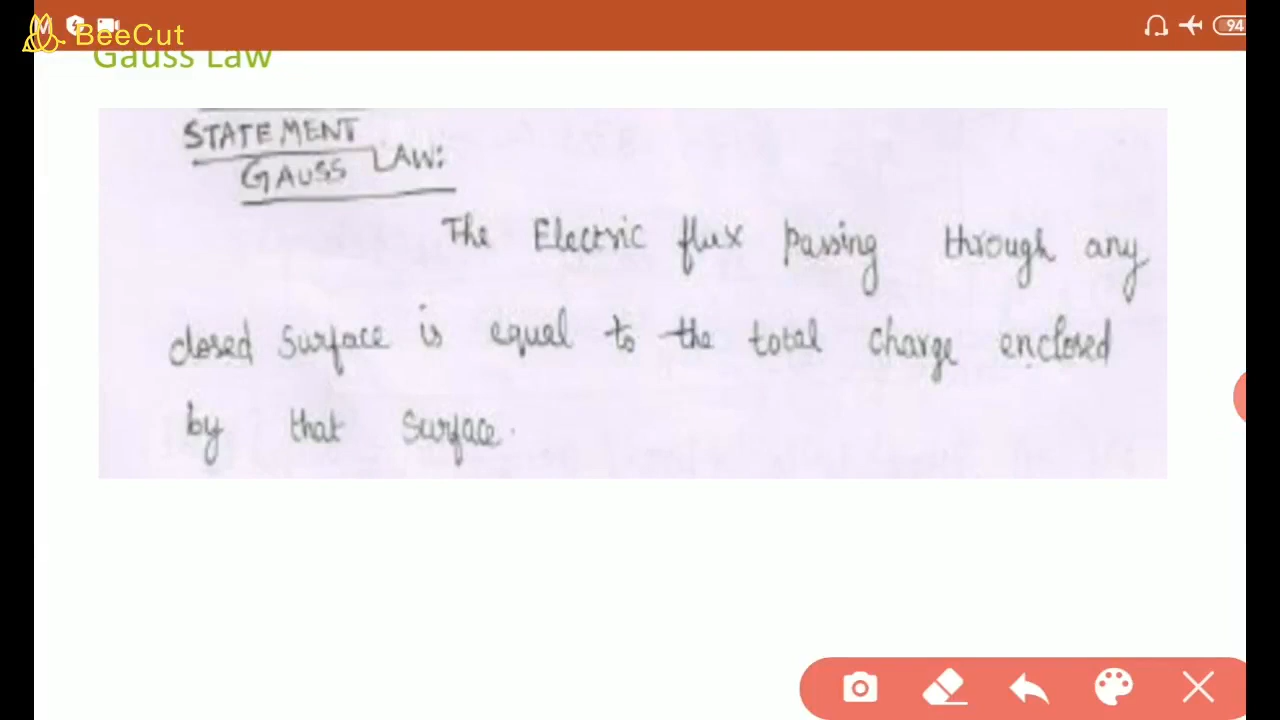 BeeCut
94
Gauss Law
STATEMENT
GAUSS LAW:
The Electric flux passing through any
closed surface is equal to the total charge enclosed
by that surface.